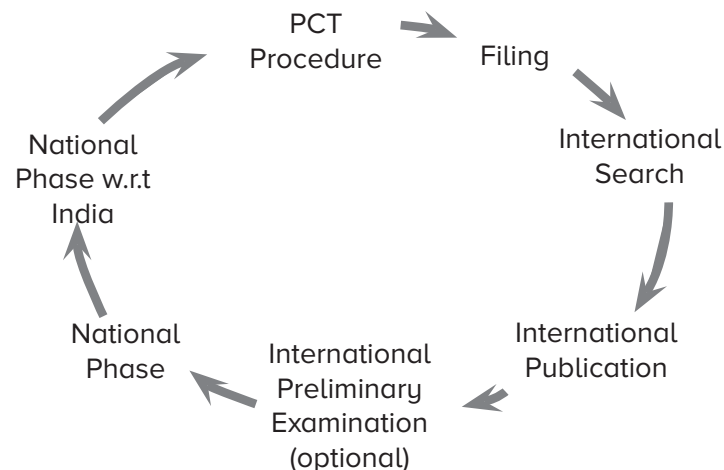 PCT
Procedure
Filing
International
Search
International
Publication
International
Preliminary
Examination
(optional)
National
Phase
National
Phase w.r.t
India